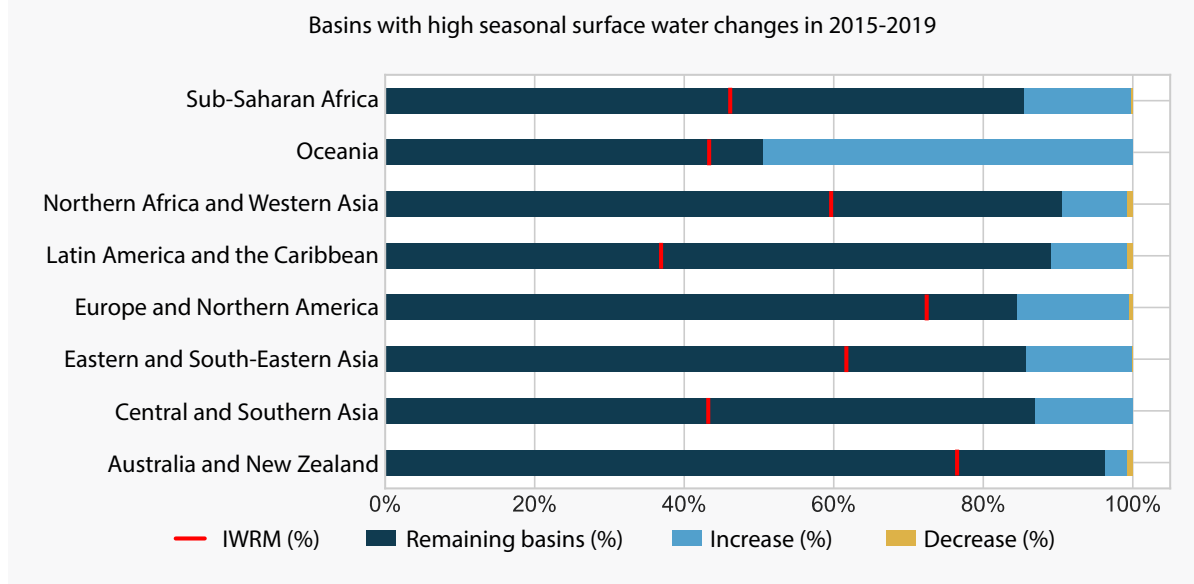 Basins with high seasonal surface water changes in 2015-2019
Sub-Saharan Africa
Oceania
Northern Africa and Western Asia
Latin America and the Caribbean
Europe and Northern America
Eastern and South-Eastern Asia
Central and Southern Asia
Australia and New Zealand
0% 20% 40% 60% 80% 100%
IWRM (%) Remaining basins (%) Increase (%) Decrease (%)